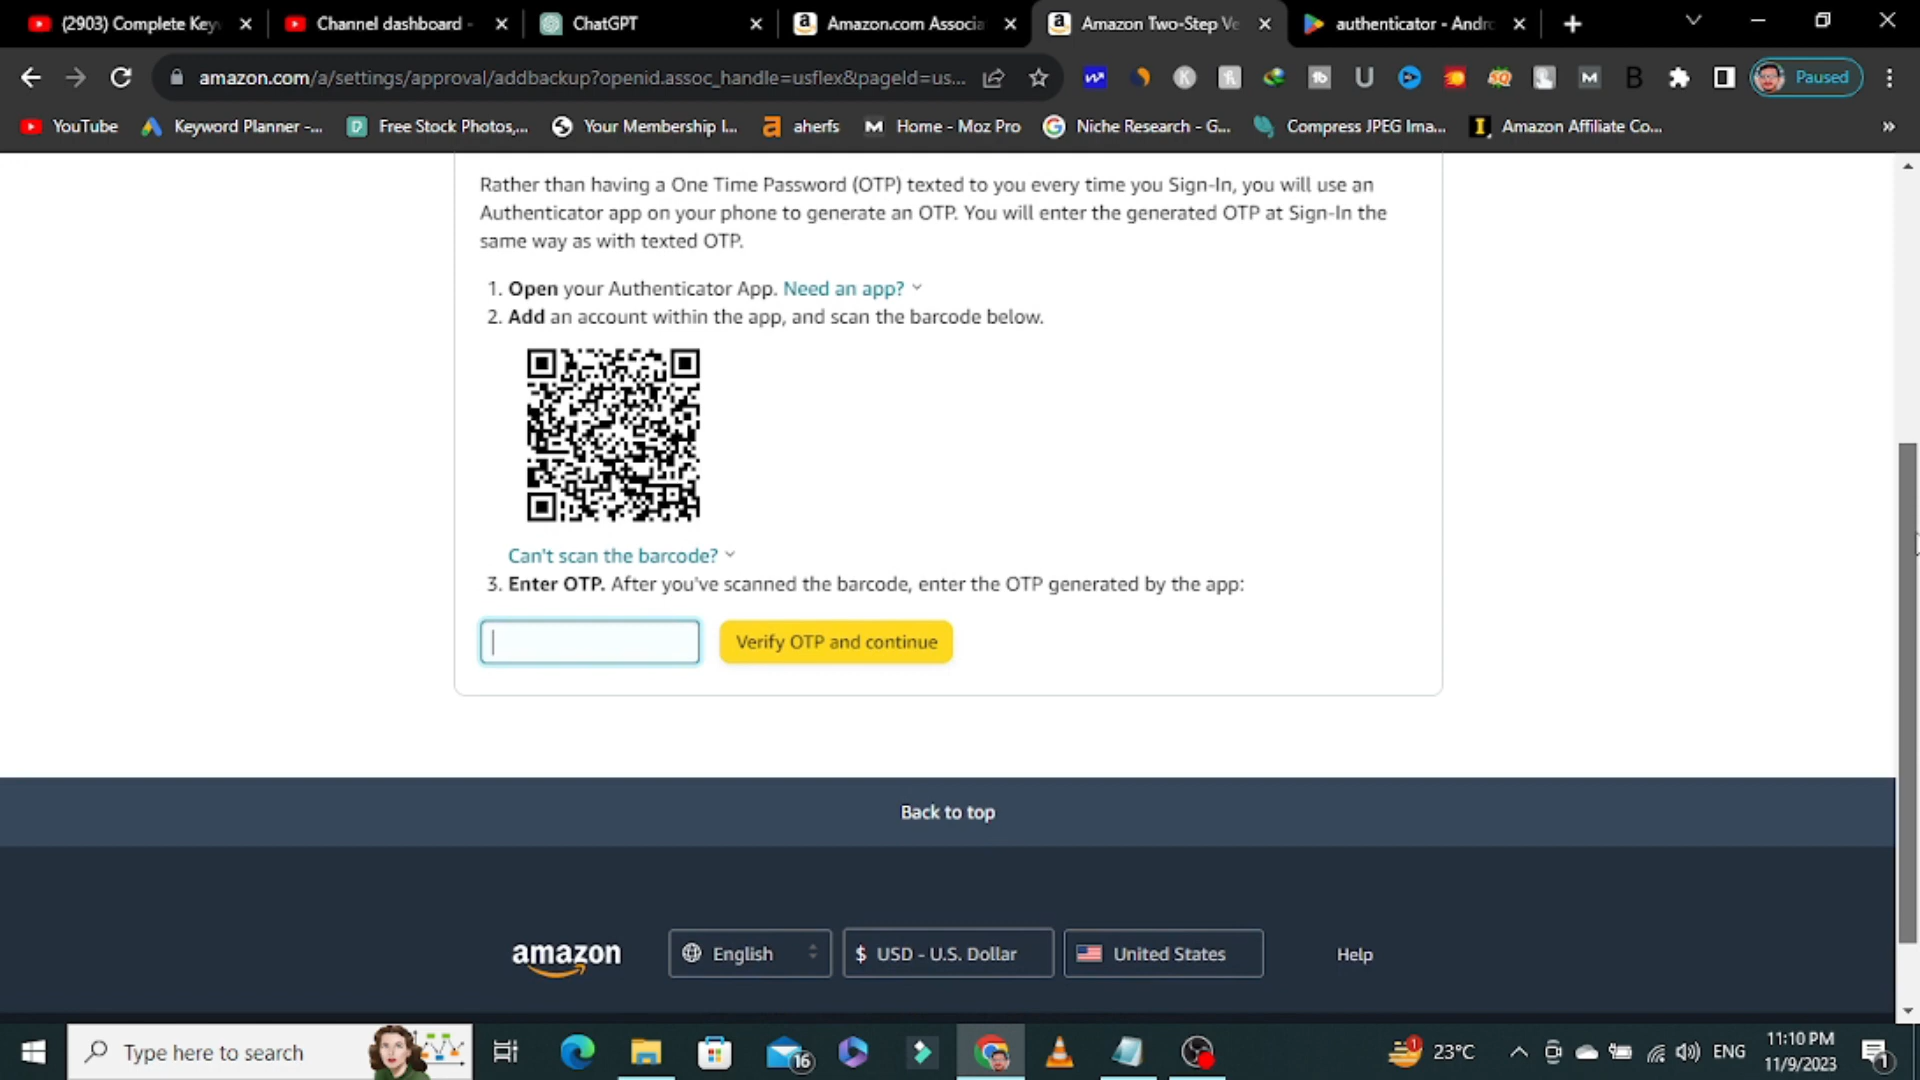 (2903) Complete Key
Channel dashboard -
ChatGPT
Amazon.com Associa
Amazon Two-Step Ve
authenticator - Andro
amazon.com/a/settings/approval/addbackup?openid.assoc_handle=usflex&pageId=us...
Paused
YouTube
Keyword Planner -...
Free Stock Photos,...
Your Membership I...
aherfs
Home - Moz Pro
Niche Research - G...
Compress JPEG Ima...
Amazon Affiliate Co...
Rather than having a One Time Password (OTP) texted to you every time you Sign-In, you will use an
Authenticator app on your phone to generate an OTP. You will enter the generated OTP at Sign-In the
same way as with texted OTP.
1. Open your Authenticator App. Need an app?
2. Add an account within the app, and scan the barcode below.
Can't scan the barcode?
3. Enter OTP. After you've scanned the barcode, enter the OTP generated by the app:
Verify OTP and continue
Back to top
amazon
English
$ USD - U.S. Dollar
United States
Help
Type here to search
16
1
23°C
ENG
11:10 PM
11/9/2023
1